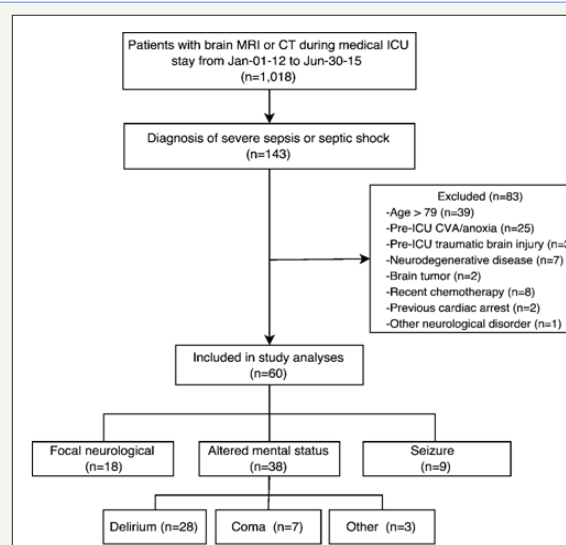 Patients with brain MRI or CT during medical ICU
stay from Jan-01-12 to Jun-30-15
(n=1,018)
Diagnosis of severe sepsis or septic shock
(n=143)
Excluded (n=83)
-Age > 79 (n=39)
-Pre-ICU CVA/anoxia (n=25)
-Pre-ICU traumatic brain injury
-Neurodegenerative disease (n=7)
-Brain tumor (n=2)
-Recent chemotherapy (n=8)
-Previous cardiac arrest (n=2)
-Other neurological disorder (n=1)
Included in study analyses
(n=60)
Focal neurological
(n=18)
Altered mental status
(n=38)
Seizure
(n=9)
Delirium (n=28)
Coma (n=7)
Other (n=3)